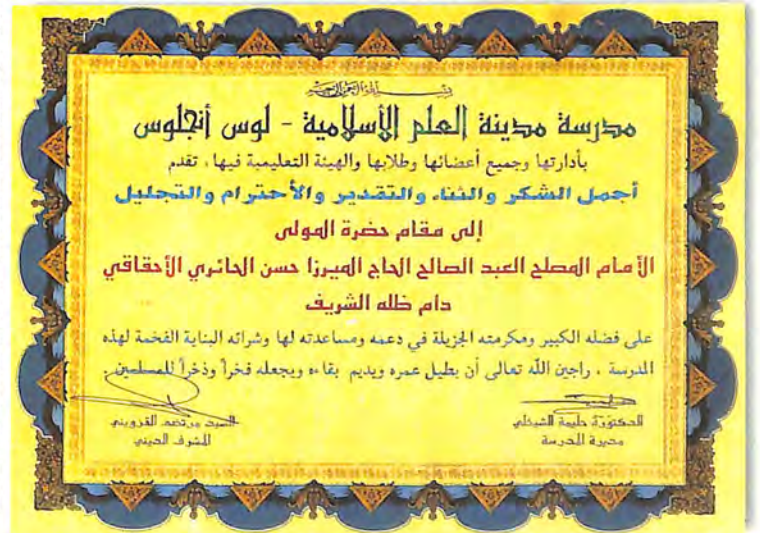 بسم الله الرحمن الرحيم
مدرسة مدينة العلم الأسلامية - لوس أنجلوس
بأدارتها وجميع أعضائها وطلابها والهيئة التعليمية فيها ، تقدم
أجمل الشكر والثناء والتقدير والأحترام والتجليل
إلى مقام حضرة المولى
الأمام المصلح العبد الصالح الحاج الميرزا حسن الحائري الأحقاقي
دام ظله الشريف
على فضله الكبير ومكرمته الجزيلة في دعمه ومساعدته لها وشرائه البناية الفخمة لهذه
المدرسة ، راجين الله تعالى أن يطيل عمره ويديم بقاءه ويجعله فخراً وذخراً للمسلمين .
الدكتورة حليمة الشيخلي
مديرة المدرسة
السيد مرتضى القزويني
المشرف الديني